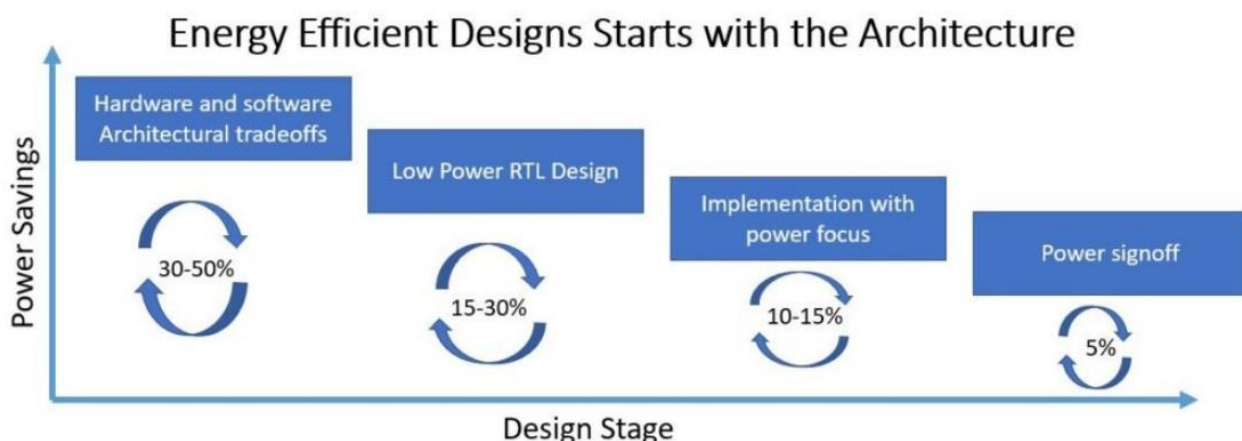 Energy Efficient Designs Starts with the Architecture
Hardware and software
Architectural tradeoffs
Low Power RTL Design
Implementation with
power focus
Power signoff
Power Savings
30-50%
15-30%
10-15%
5%
Design Stage